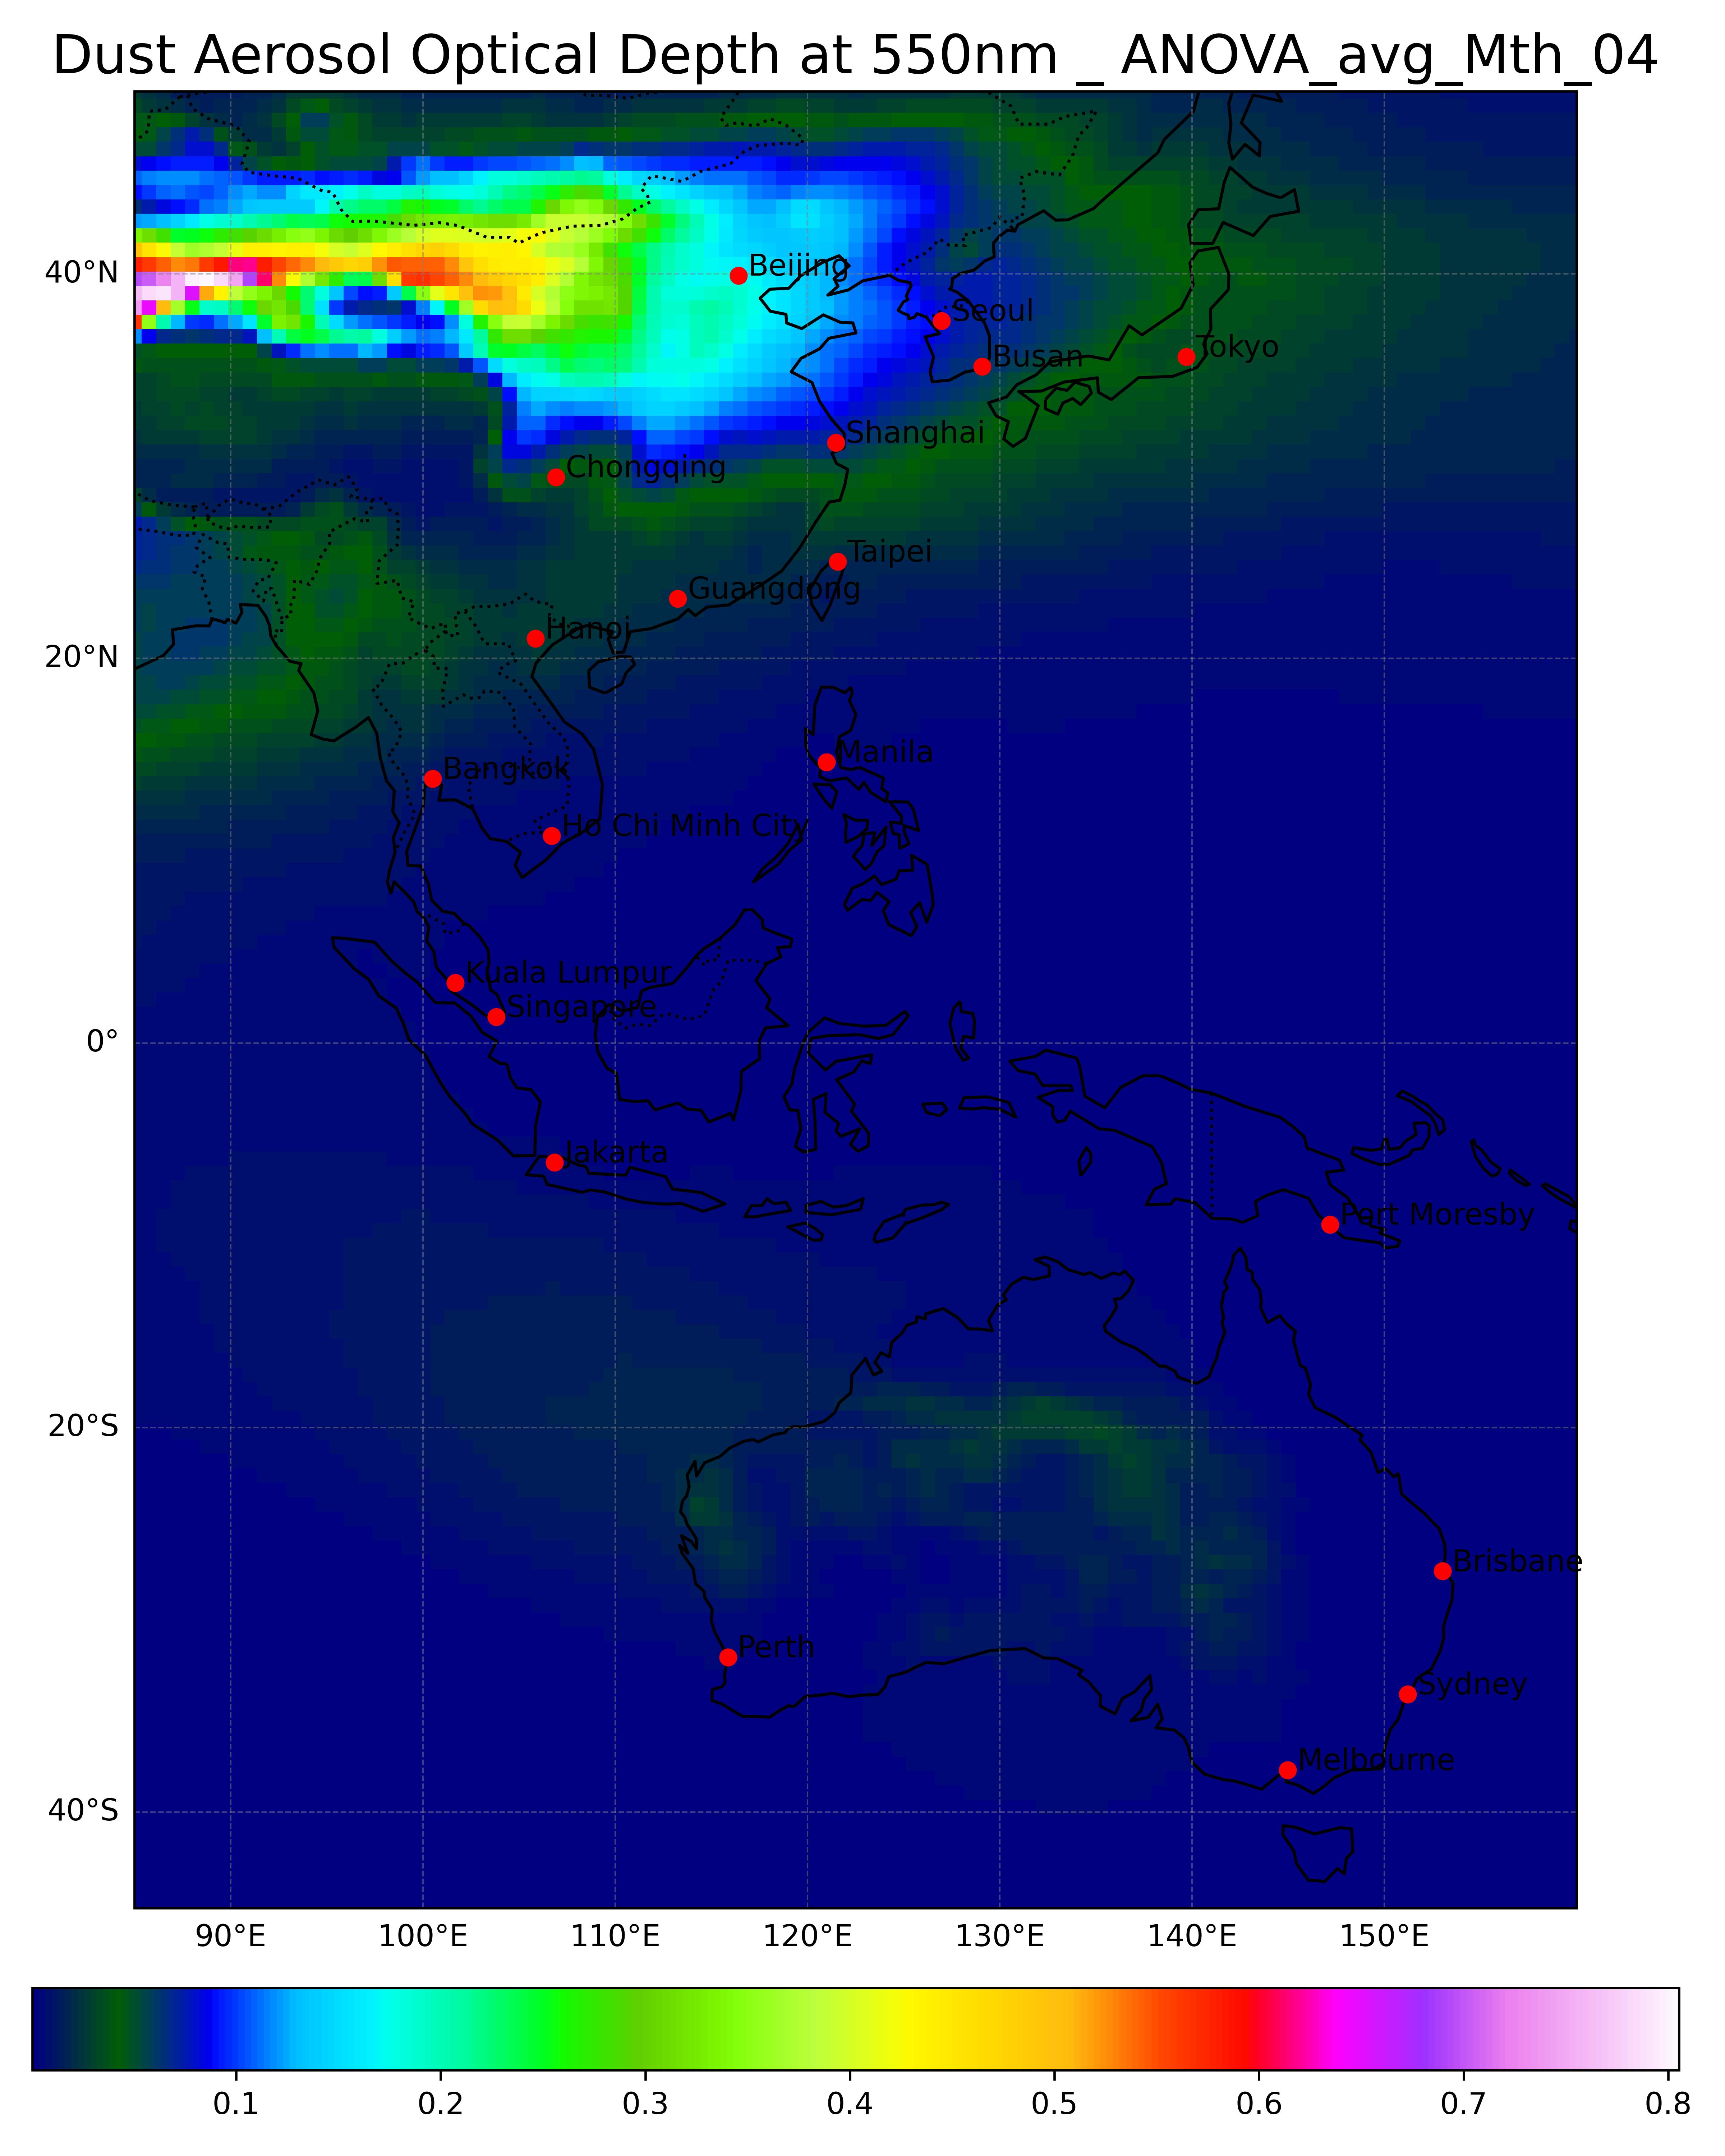 Dust Aerosol Optical Depth at 550nm _ ANOVA_avg_Mth_04
40°N
Beijing
Seoul
Tokyo
Busan
Shanghai
Chongqing
Taipei
Guangdong
Hanoi
20°N
Manila
Bangkok
Ho Chi Minh City
Kuala Lumpur
Singapore
0°
Jakarta
Port Moresby
20°S
Brisbane
Perth
Sydney
Melbourne
40°S
90°E 100°E 110°E 120°E 130°E 140°E 150°E
0.1 0.2 0.3 0.4 0.5 0.6 0.7 0.8